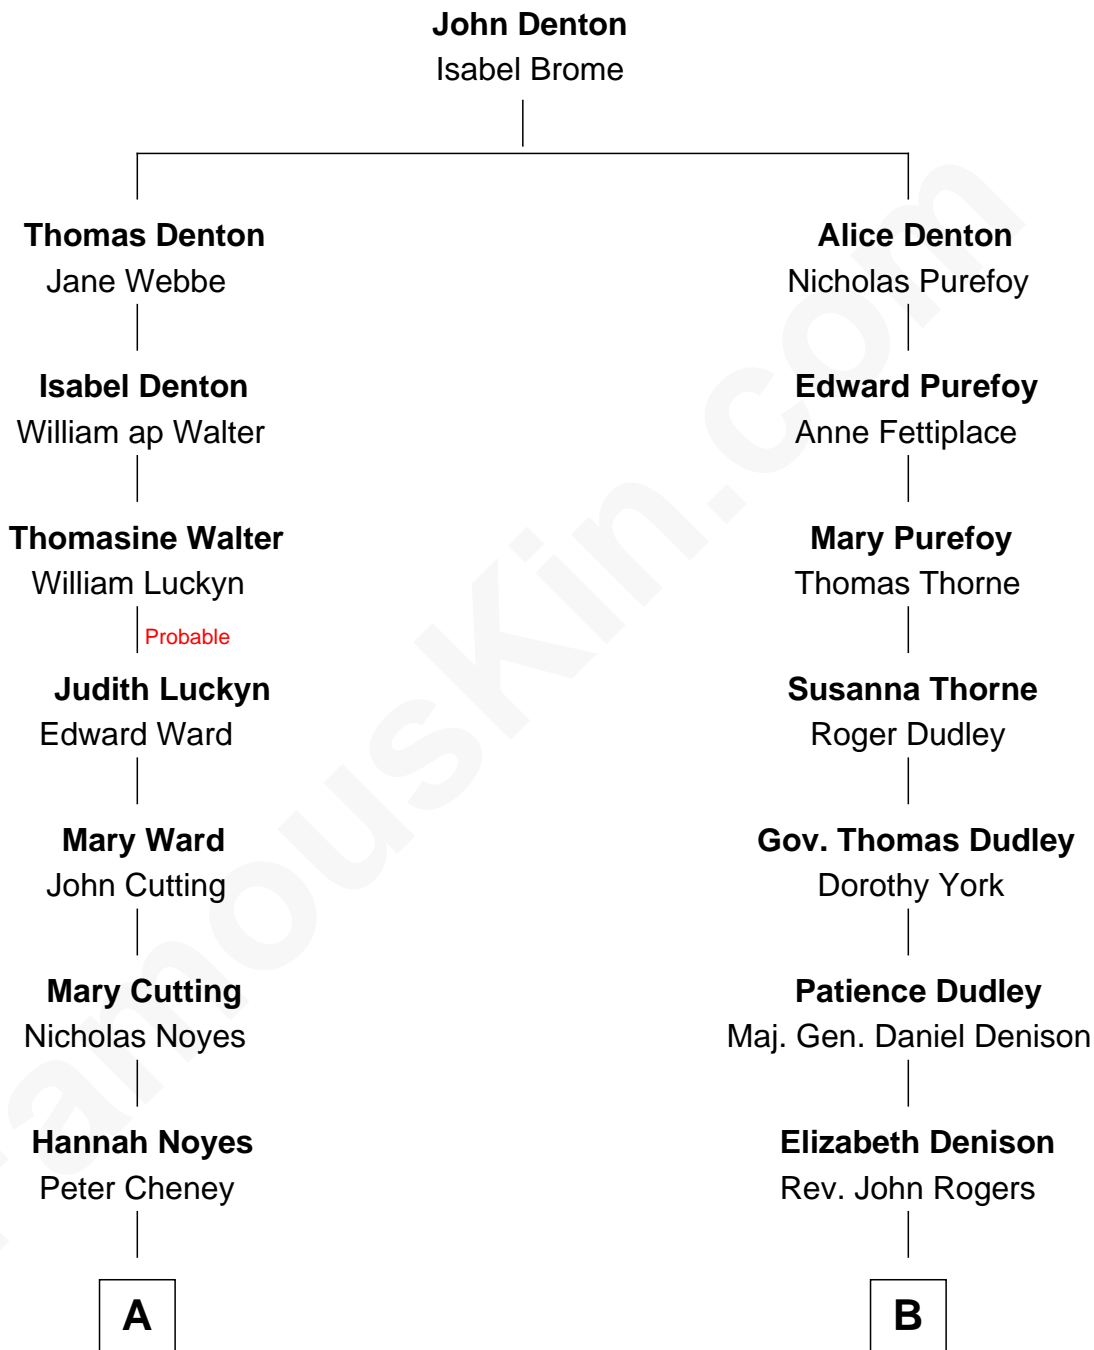 John Denton
Isabel Brome
Thomas Denton
Jane Webbe
Isabel Denton
William ap Walter
Thomasine Walter
William Luckyn
Probable
Judith Luckyn
Edward Ward
Mary Ward
John Cutting
Mary Cutting
Nicholas Noyes
Hannah Noyes
Peter Cheney
A
Alice Denton
Nicholas Purefoy
Edward Purefoy
Anne Fettiplace
Mary Purefoy
Thomas Thorne
Susanna Thorne
Roger Dudley
Gov. Thomas Dudley
Dorothy York
Patience Dudley
Maj. Gen. Daniel Denison
Elizabeth Denison
Rev. John Rogers
B
FamousKin.com